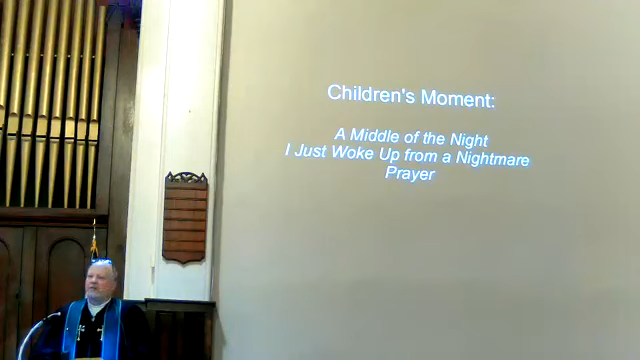 Children's Moment:
A Middle of the Night
I Just Woke Up from a Nightmare
Prayer